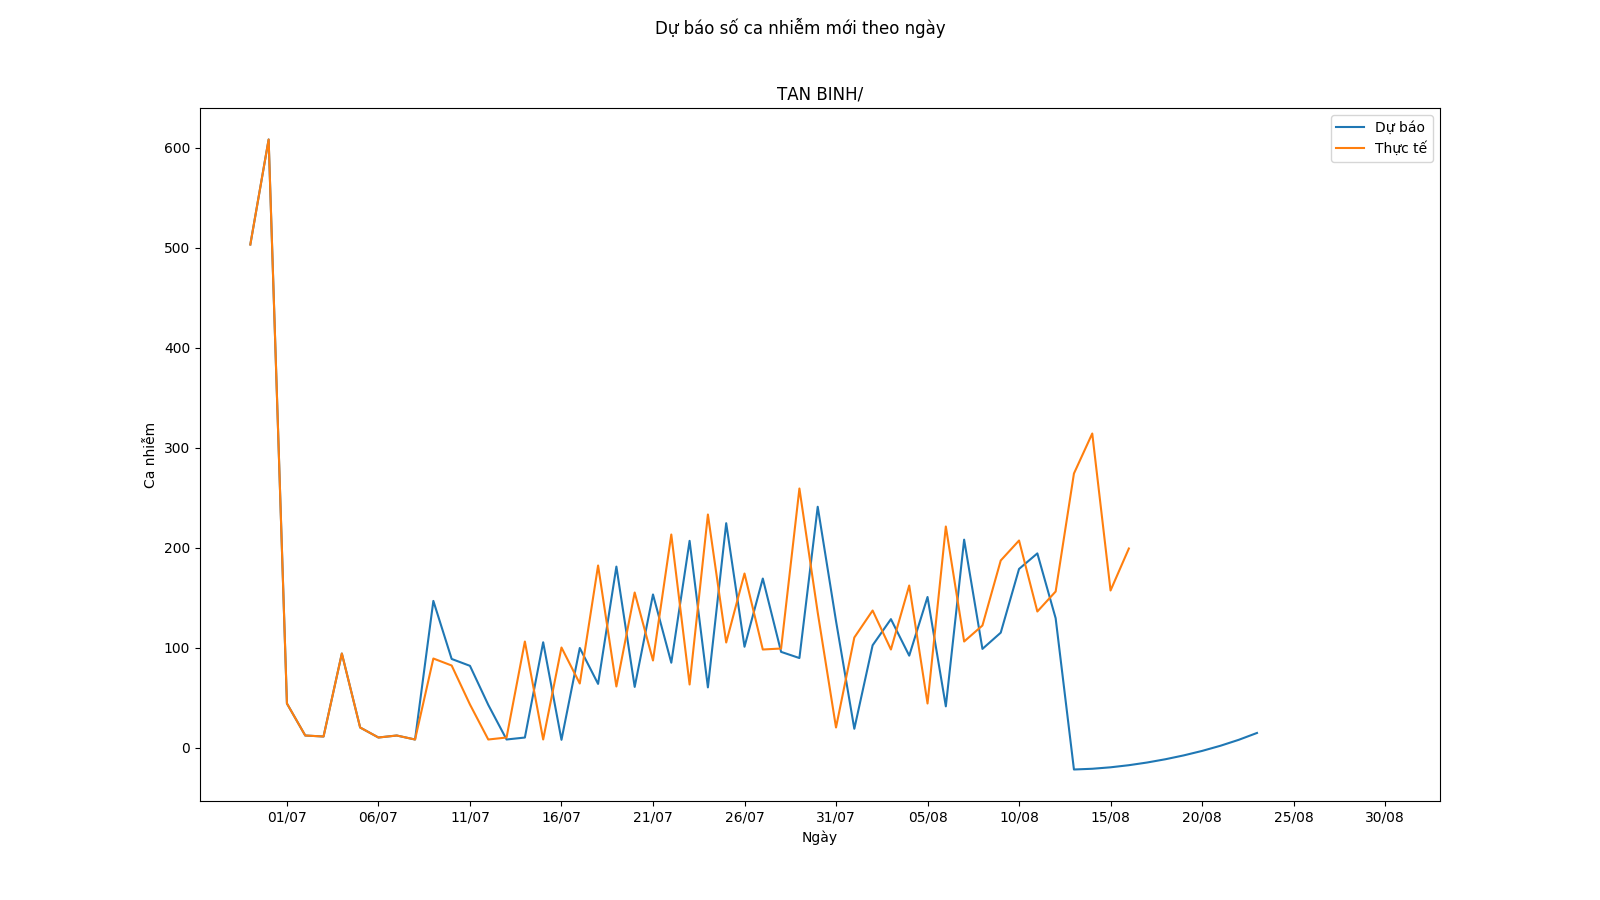 Dự báo số ca nhiễm mới theo ngày
TAN BINH/
Dự báo
Thực tế
600
500
400
300
200
100
0
Ca nhiễm
01/07 06/07 11/07 16/07 21/07 26/07 31/07 05/08 10/08 15/08 20/08 25/08 30/08
Ngày